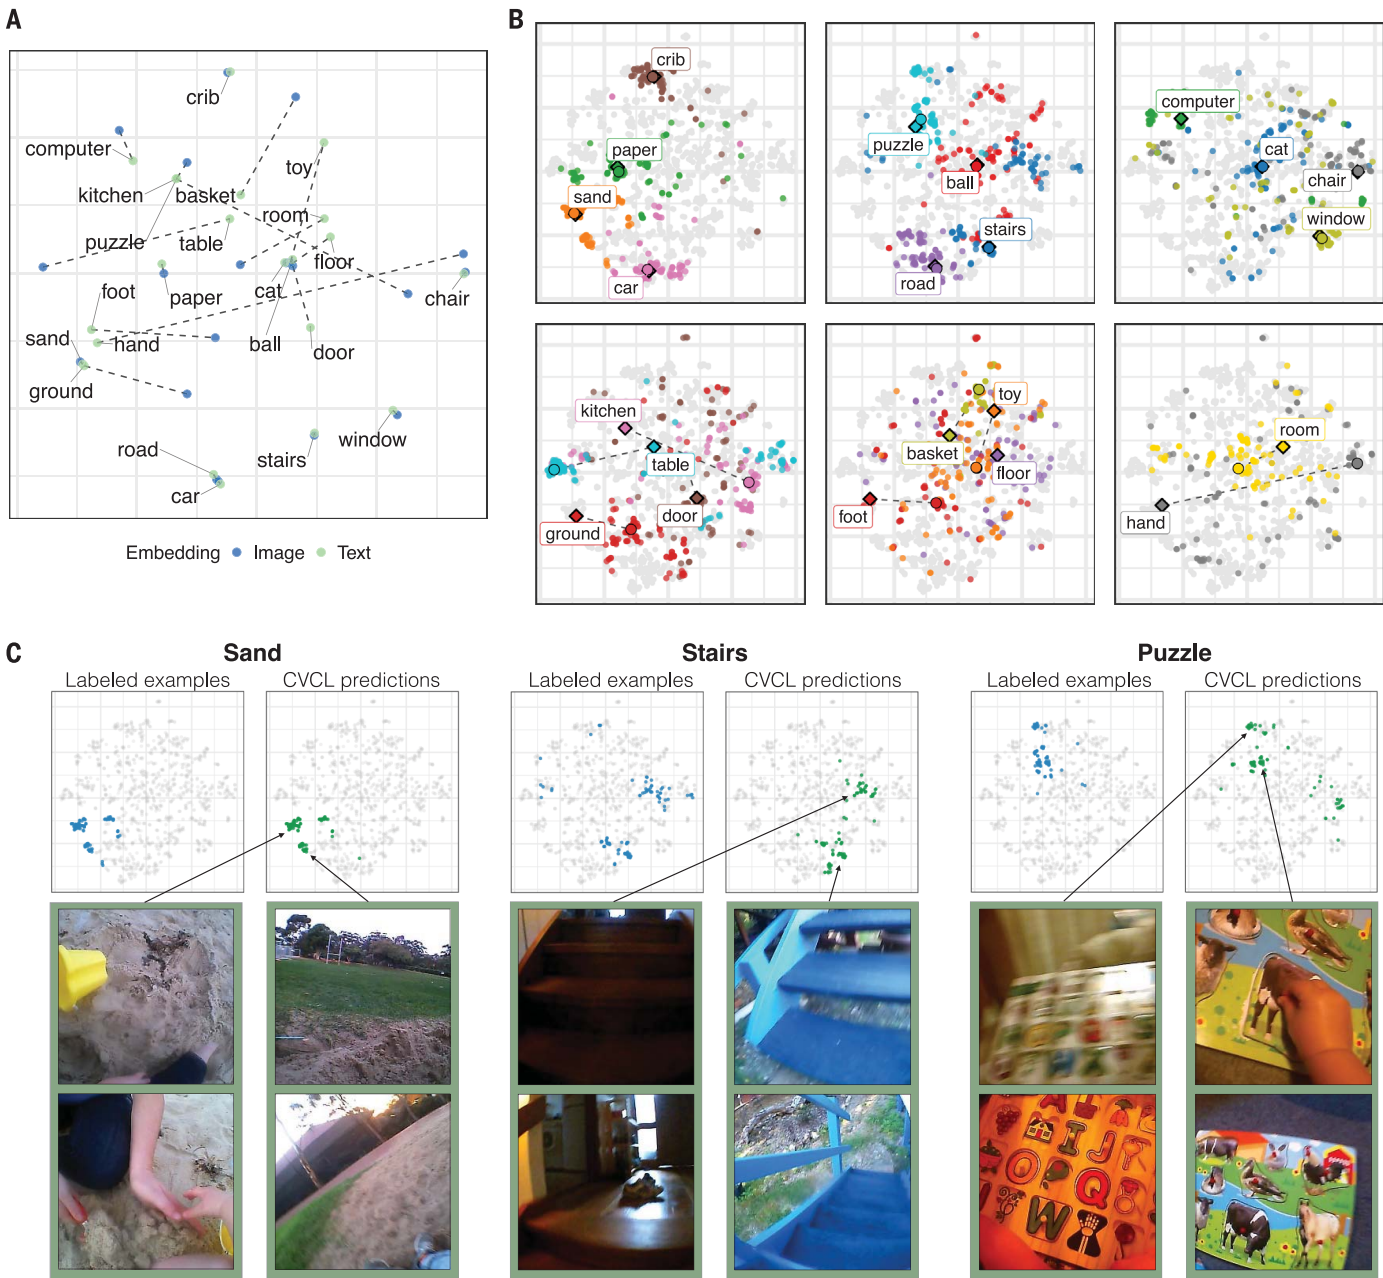 A
crib
computer
toy
kitchen
basket
room
puzzle
table
floor
foot
paper
cat
chair
sand
hand
ball
door
ground
road
window
stairs
car
Embedding Image Text
B
crib
paper
sand
car
puzzle
ball
stairs
road
computer
cat
chair
window
kitchen
table
door
ground
toy
basket
floor
foot
room
hand
C
Sand
Labeled examples
CVCL predictions
Stairs
Labeled examples
CVCL predictions
Puzzle
Labeled examples
CVCL predictions
A
I
J
O
Q
W